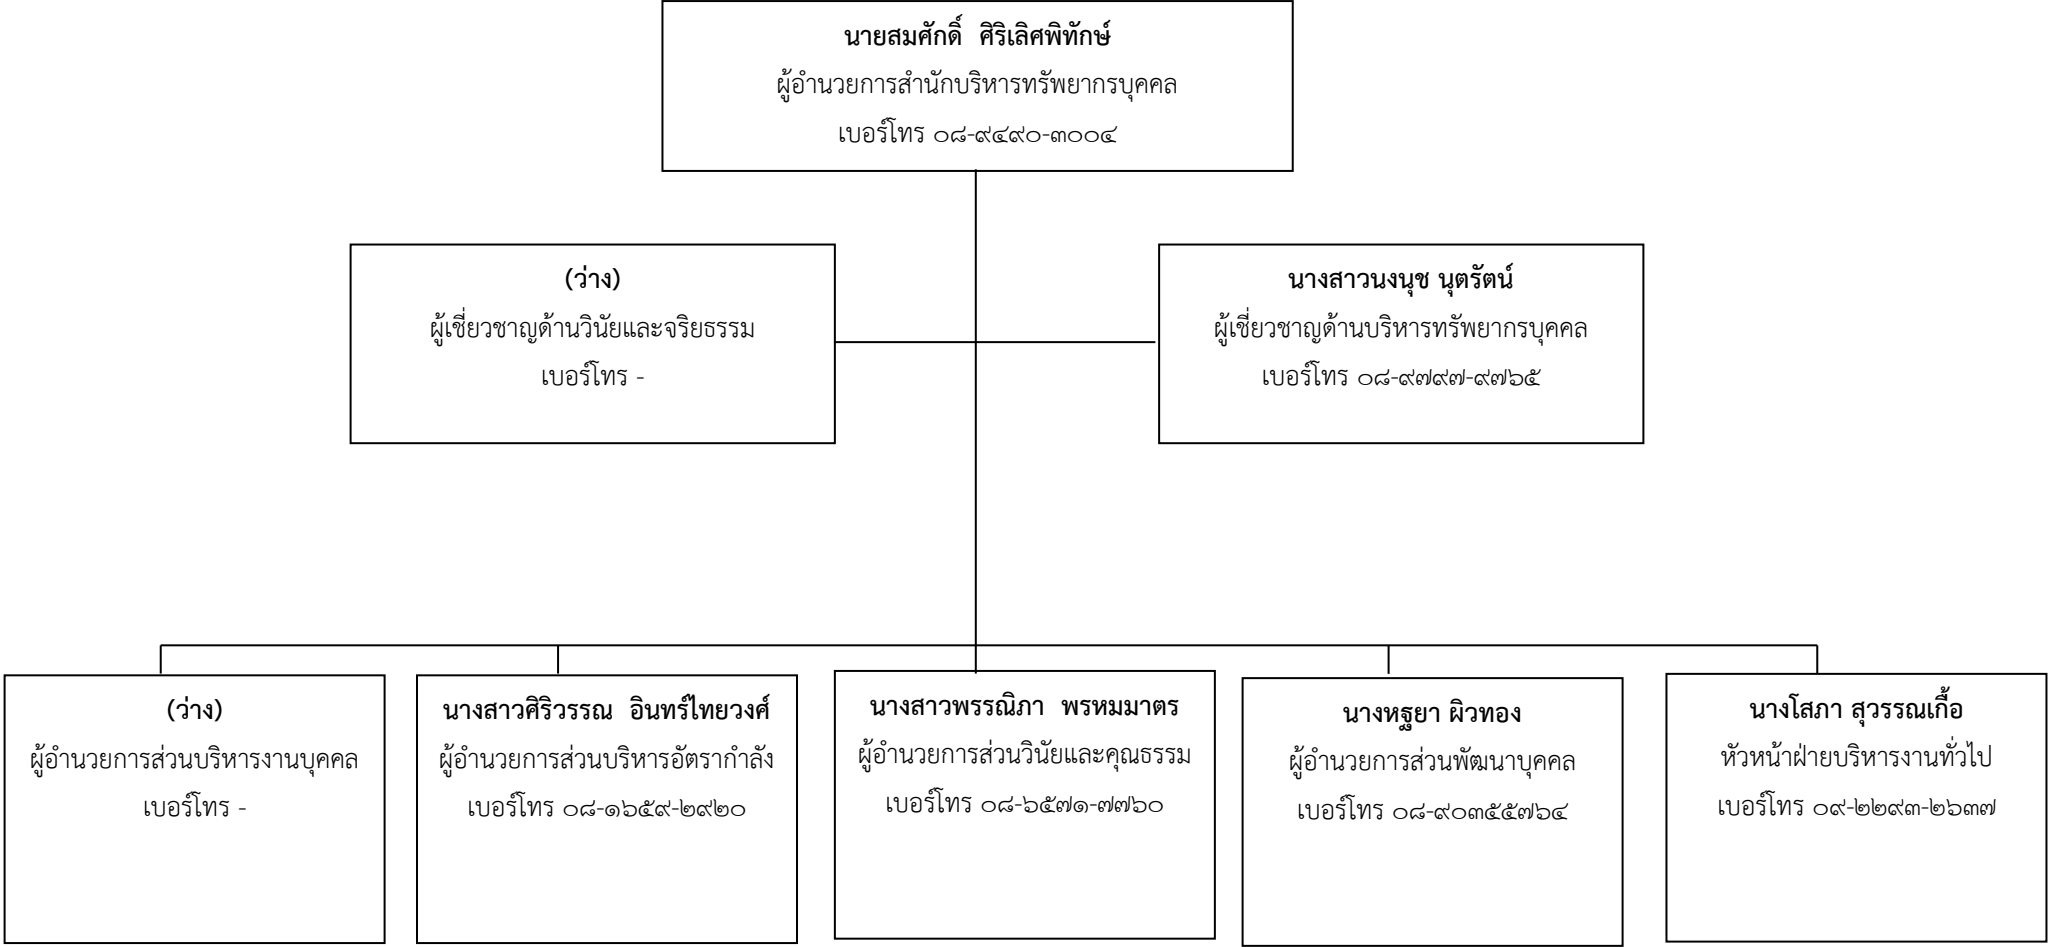 นายสมศักดิ์ ศิริเลิศพิทักษ์
ผู้อำนวยการสำนักบริหารทรัพยากรบุคคล
เบอร์โทร ๐๘-๙๔๙๐-๓๐๐๔
(ว่าง)
ผู้เชี่ยวชาญด้านวินัยและจริยธรรม
เบอร์โทร -
นางสาวนงนุช นุตรัตน์
ผู้เชี่ยวชาญด้านบริหารทรัพยากรบุคคล
เบอร์โทร ๐๘-๙๗๙๗-๙๗๖๕
(ว่าง)
ผู้อำนวยการส่วนบริหารงานบุคคล
เบอร์โทร -
นางสาวศิริวรรณ อินทร์ไทยวงศ์
ผู้อำนวยการส่วนบริหารอัตรากำลัง
เบอร์โทร ๐๘-๑๖๕๙-๒๙๒๐
นางสาวพรรณิภา พรหมมาตร
ผู้อำนวยการส่วนวินัยและคุณธรรม
เบอร์โทร ๐๘-๖๕๗๑-๗๗๖๐
นางหฐยา ผิวทอง
ผู้อำนวยการส่วนพัฒนาบุคคล
เบอร์โทร ๐๘-๙๐๓๕๕๗๖๔
นางโสภา สุวรรณเกื้อ
หัวหน้าฝ่ายบริหารงานทั่วไป
เบอร์โทร ๐๙-๒๒๙๓-๒๖๓๗